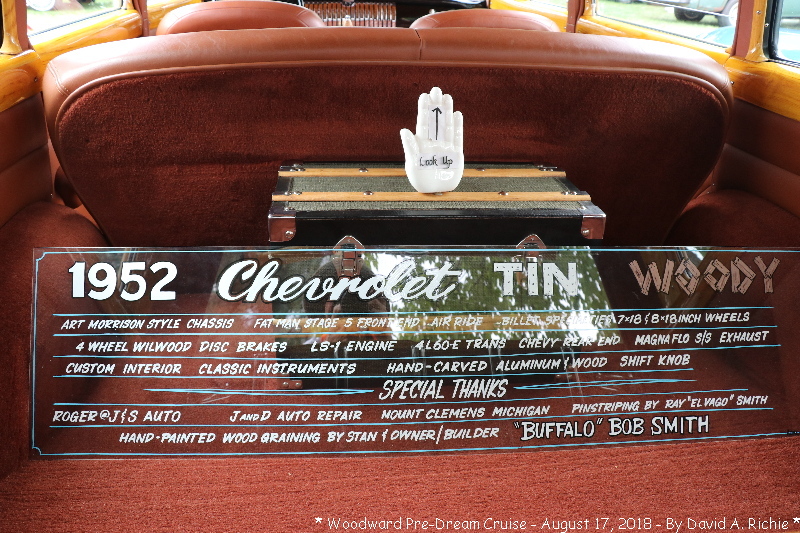 Look Up
1952 Chevrolet TIN WOODY
ART MORRISON STYLE CHASSIS FATMAN STAGE 5 FRONT END AIR RIDE BILLET SPECIALTIES 7×18 & 8×18 INCH WHEELS
4 WHEEL WILWOOD DISC BRAKES LS-1 ENGINE 4L60-E TRANS CHEVY REAR END MAGNAFLO S/S EXHAUST
CUSTOM INTERIOR CLASSIC INSTRUMENTS HAND-CARVED ALUMINUM & WOOD SHIFT KNOB
SPECIAL THANKS
ROGER @ J&S AUTO JandD AUTO REPAIR MOUNT CLEMENS MICHIGAN PINSTRIPING BY RAY "EL VAGO" SMITH
HAND-PAINTED WOOD GRAINING BY STAN & OWNER/BUILDER "BUFFALO" BOB SMITH
* Woodward Pre-Dream Cruise - August 17, 2018 - By David A. Richie *